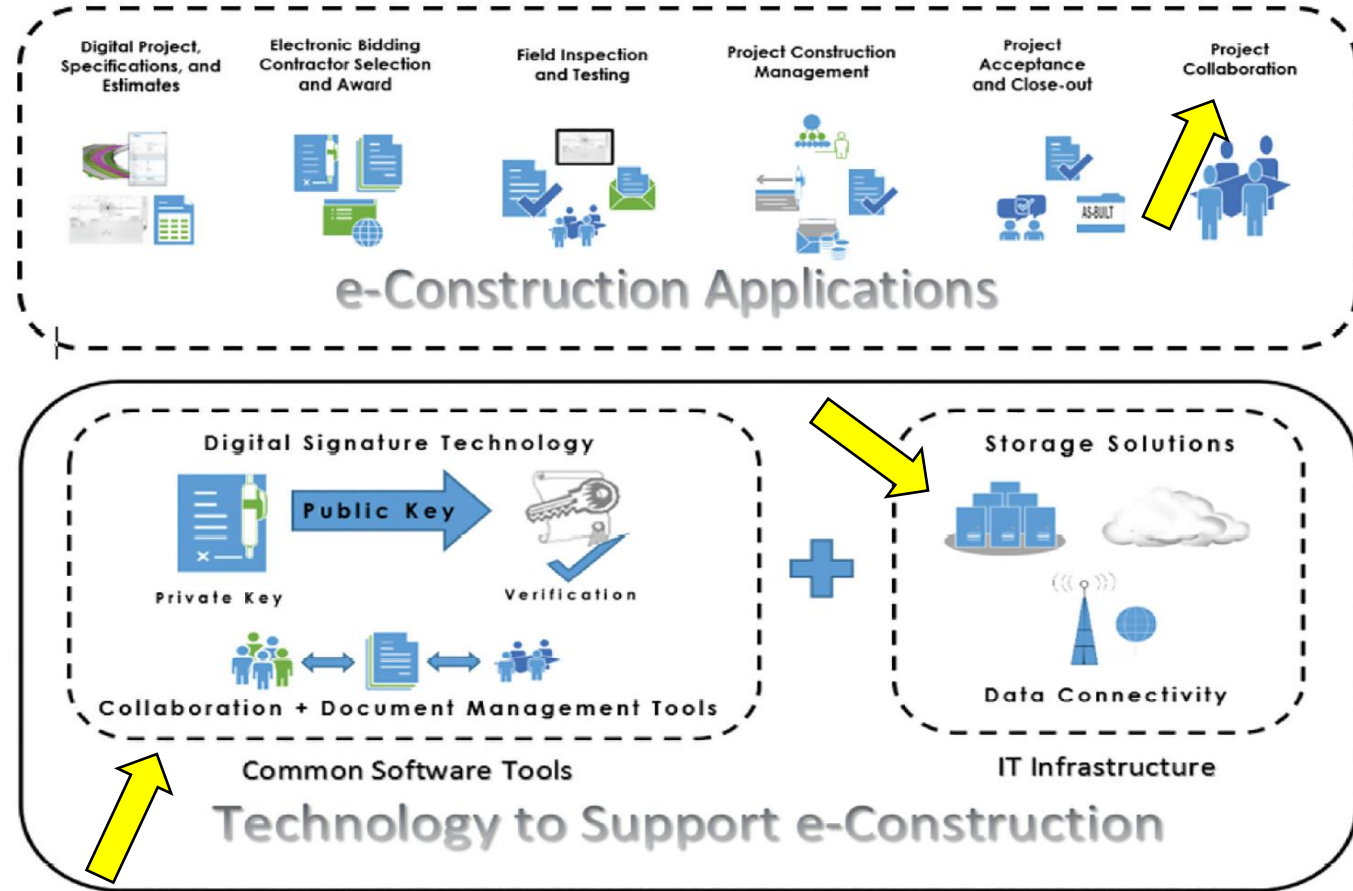 Digital Project,
Specifications, and
Estimates
Electronic Bidding
Contractor Selection
and Award
Field Inspection
and Testing
Project Construction
Management
Project
Acceptance
and Close-out
Project
Collaboration
AS-BUILT
e-Construction Applications
Digital Signature Technology
Public Key
Private Key
Verification
Collaboration + Document Management Tools
Common Software Tools
Storage Solutions
Data Connectivity
IT Infrastructure
Technology to Support e-Construction